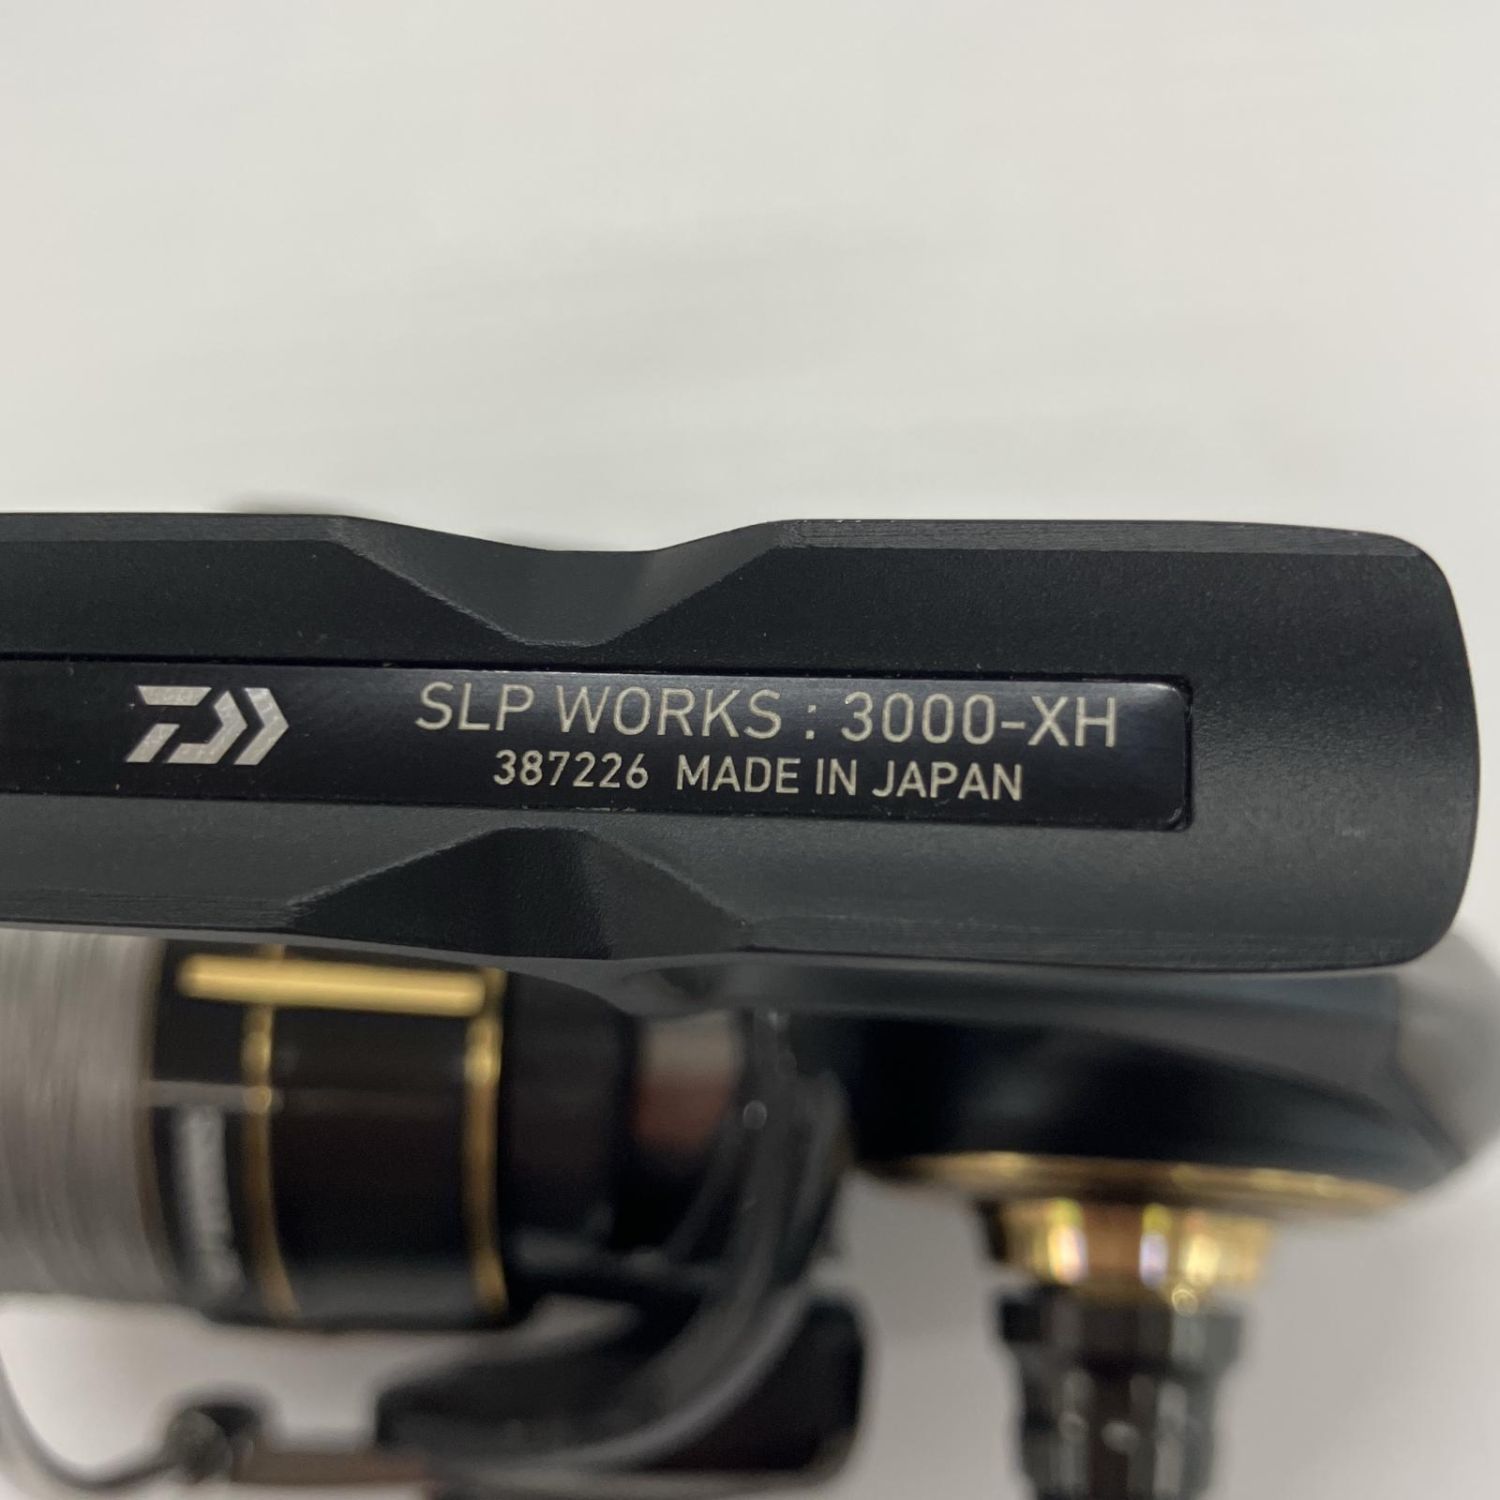 SLP WORKS : 3000-XH
387226 MADE IN JAPAN